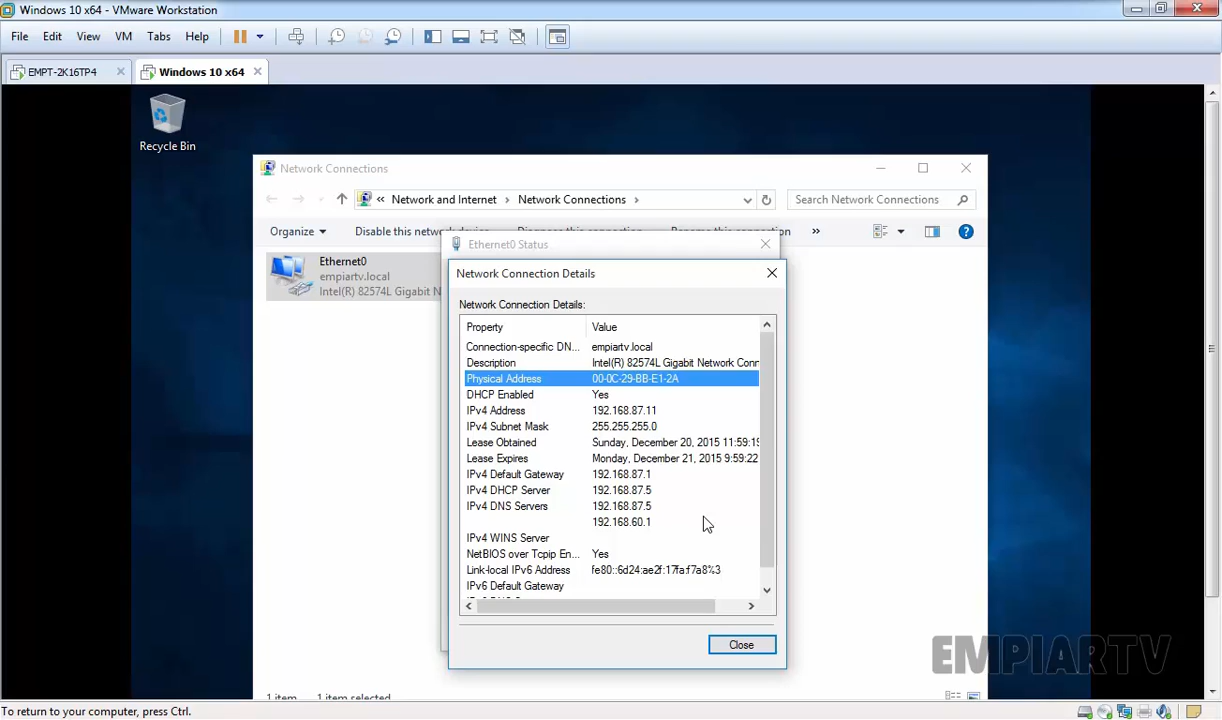 Windows 10 x64 - VMware Workstation
File Edit View VM Tabs Help
EMPT-2K16TP4
Windows 10 x64
Recycle Bin
Network Connections
« Network and Internet › Network Connections ›
Search Network Connections
Organize
Disable this network device
Diagnose this connection
Rename this connection
»
Ethernet0
empiartv.local
Intel(R) 82574L Gigabit N
Ethernet0 Status
Network Connection Details
Network Connection Details:
Property Value
Connection-specific DN... empiartv.local
Description Intel(R) 82574L Gigabit Network Conn
Physical Address 00-0C-29-BB-E1-2A
DHCP Enabled Yes
IPv4 Address 192.168.87.11
IPv4 Subnet Mask 255.255.255.0
Lease Obtained Sunday, December 20, 2015 11:59:19
Lease Expires Monday, December 21, 2015 9:59:22
IPv4 Default Gateway 192.168.87.1
IPv4 DHCP Server 192.168.87.5
IPv4 DNS Servers 192.168.87.5
192.168.60.1
IPv4 WINS Server
NetBIOS over Tcpip En... Yes
Link-local IPv6 Address fe80::6d24:ae2f:17fa:f7a8%3
IPv6 Default Gateway
Close
1 item 1 item selected
EMPIARTV
To return to your computer, press Ctrl.